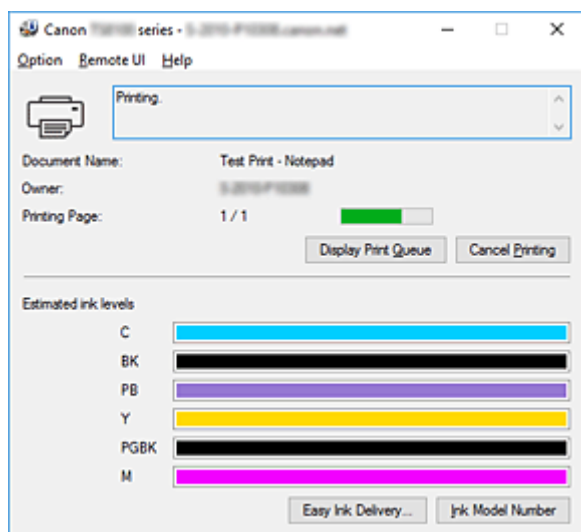 Canon series -
Option Remote UI Help
Printing.
Document Name: Test Print - Notepad
Owner:
Printing Page: 1 / 1
Display Print Queue Cancel Printing
Estimated ink levels
C
BK
PB
Y
PGBK
M
Easy Ink Delivery... Ink Model Number